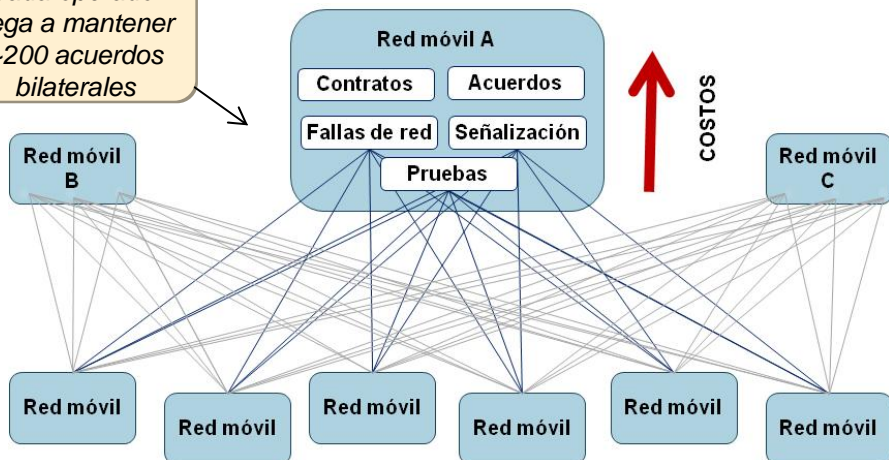 llega a mantener
~200 acuerdos
bilaterales
Red móvil A
Contratos
Acuerdos
Fallas de red
Señalización
Pruebas
COSTOS
Red móvil
B
Red móvil
C
Red móvil
Red móvil
Red móvil
Red móvil
Red móvil
Red móvil